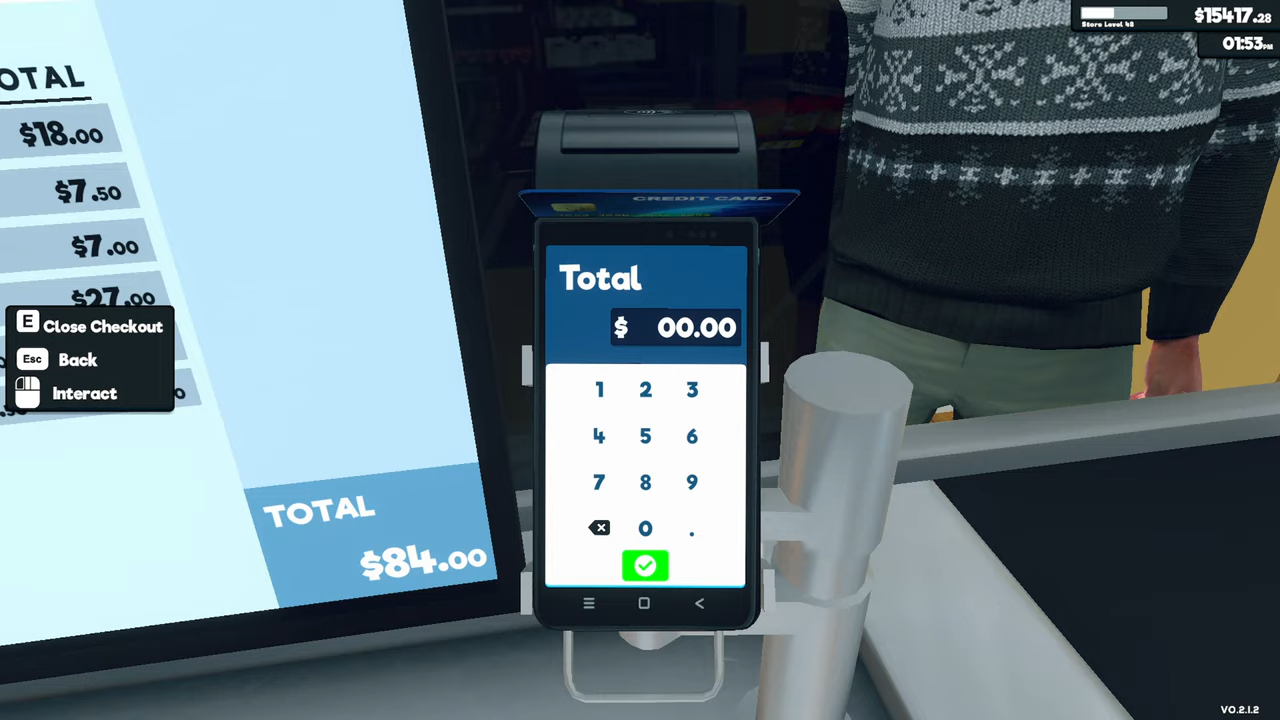 OTAL
$18.00
$7.50
$7.00
$27.00
E Close Checkout
Esc Back
Interact
TOTAL
$84.00
CREDIT CARD
Total
$ 00.00
1 2 3
4 5 6
7 8 9
0 .
Store Level 48
$15417.28
01:53PM
V0.2.1.2